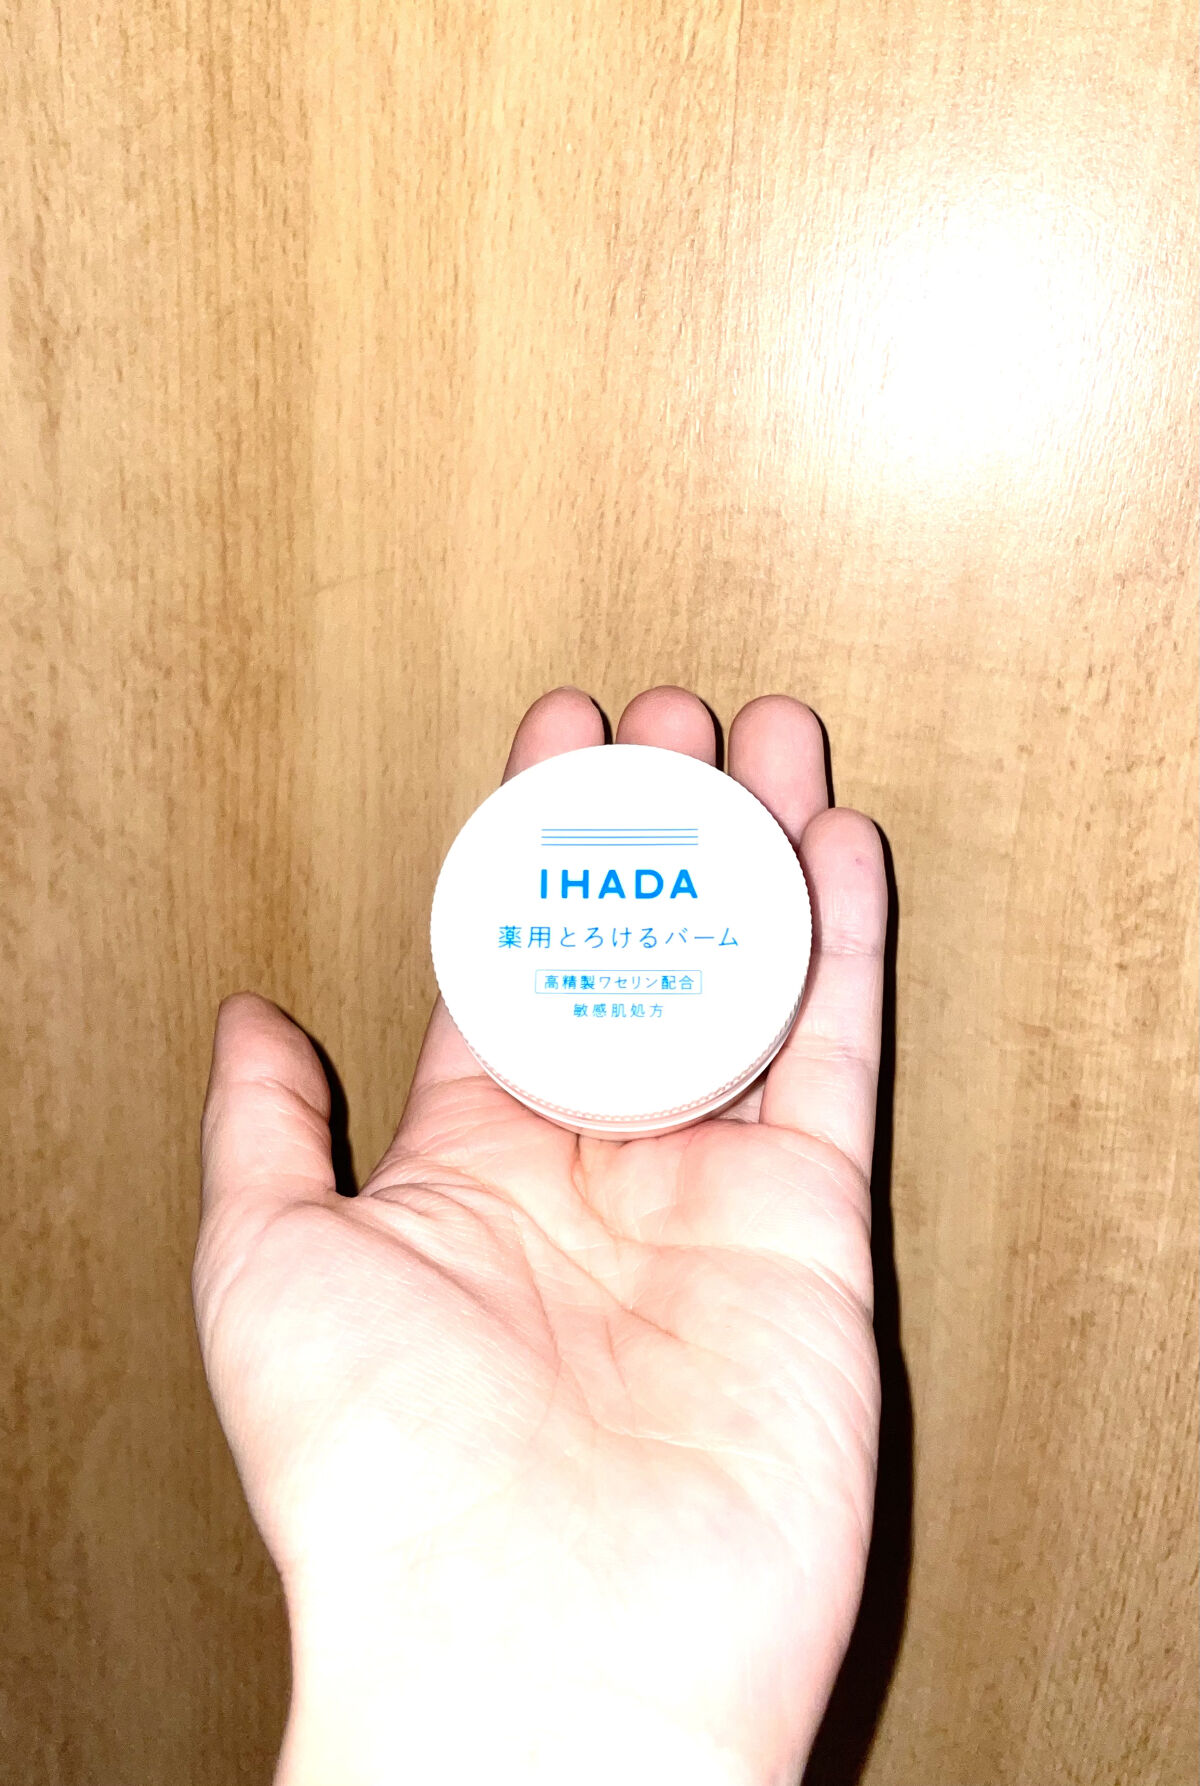 IHADA
薬用とろけるバーム
高精製ワセリン配合
敏感肌処方